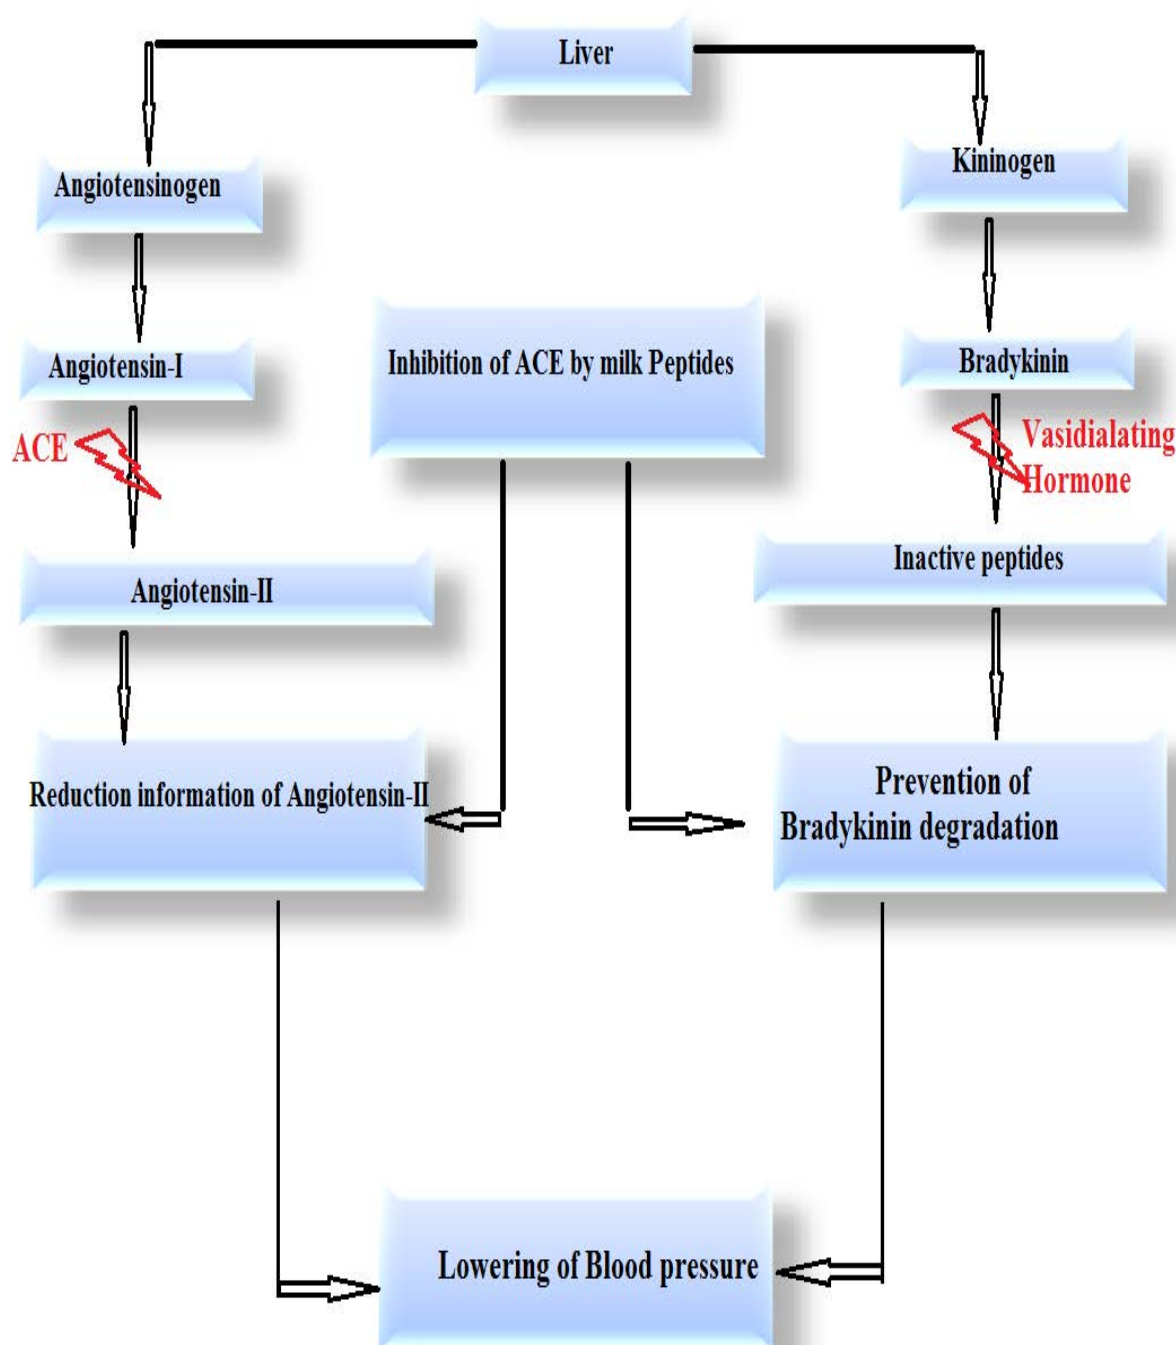 Liver
Angiotensinogen
Kininogen
Angiotensin-I
Inhibition of ACE by milk Peptides
Bradykinin
ACE
Vasidialating
Hormone
Angiotensin-II
Inactive peptides
Reduction information of Angiotensin-II
Prevention of
Bradykinin degradation
Lowering of Blood pressure